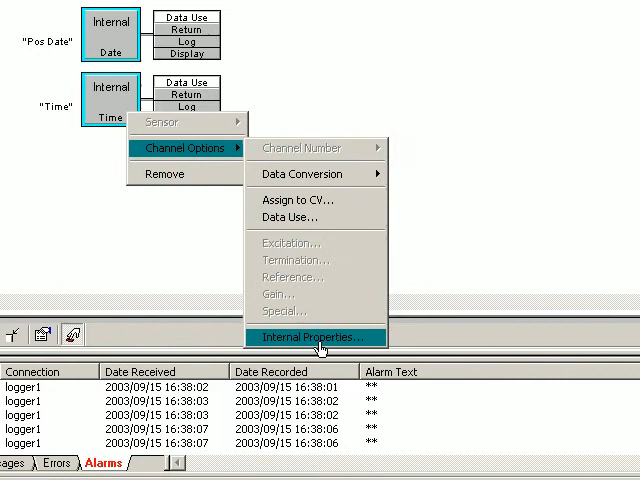 Internal
Date
"Pos Date"
Data Use
Return
Log
Display
Internal
Time
"Time"
Data Use
Return
Log
Sensor
Channel Options
Remove
Channel Number
Data Conversion
Assign to CV...
Data Use...
Excitation...
Termination...
Reference...
Gain...
Special...
Internal Properties...
Connection Date Received Date Recorded Alarm Text
logger1 2003/09/15 16:38:02 2003/09/15 16:38:01 **
logger1 2003/09/15 16:38:03 2003/09/15 16:38:02 **
logger1 2003/09/15 16:38:03 2003/09/15 16:38:02 **
logger1 2003/09/15 16:38:07 2003/09/15 16:38:06 **
logger1 2003/09/15 16:38:07 2003/09/15 16:38:06 **
ages Errors Alarms